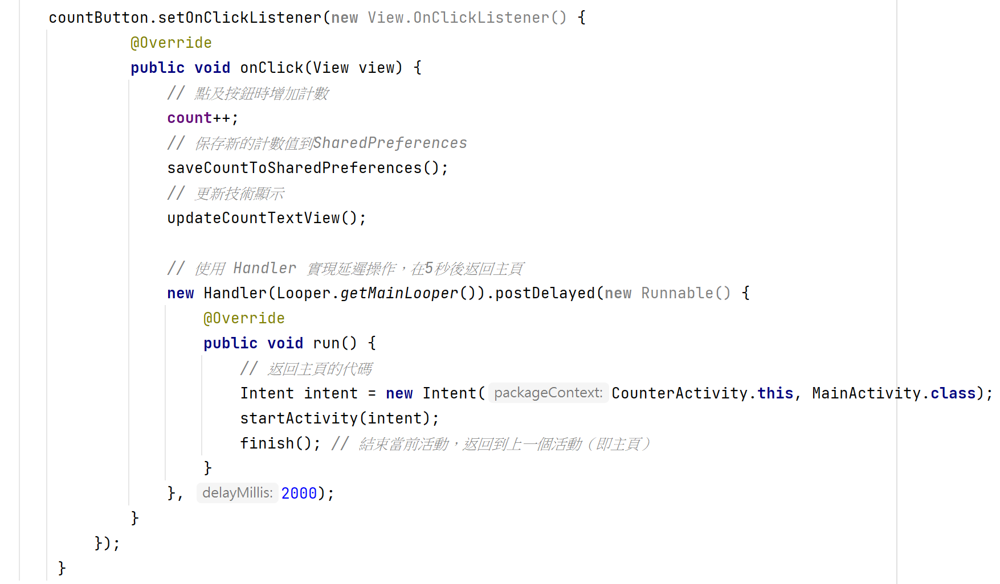 countButton.setOnClickListener(new View.OnClickListener() {
@Override
public void onClick(View view) {
// 點及按鈕時增加計數
count++;
// 保存新的計數值到SharedPreferences
saveCountToSharedPreferences();
// 更新技術顯示
updateCountTextView();
// 使用 Handler 實現延遲操作，在5秒後返回主頁
new Handler(Looper.getMainLooper()).postDelayed(new Runnable() {
@Override
public void run() {
// 返回主頁的代碼
Intent intent = new Intent( packageContext: CounterActivity.this, MainActivity.class);
startActivity(intent);
finish(); // 結束當前活動，返回到上一個活動（即主頁）
}
}, delayMillis: 2000);
}
});
}